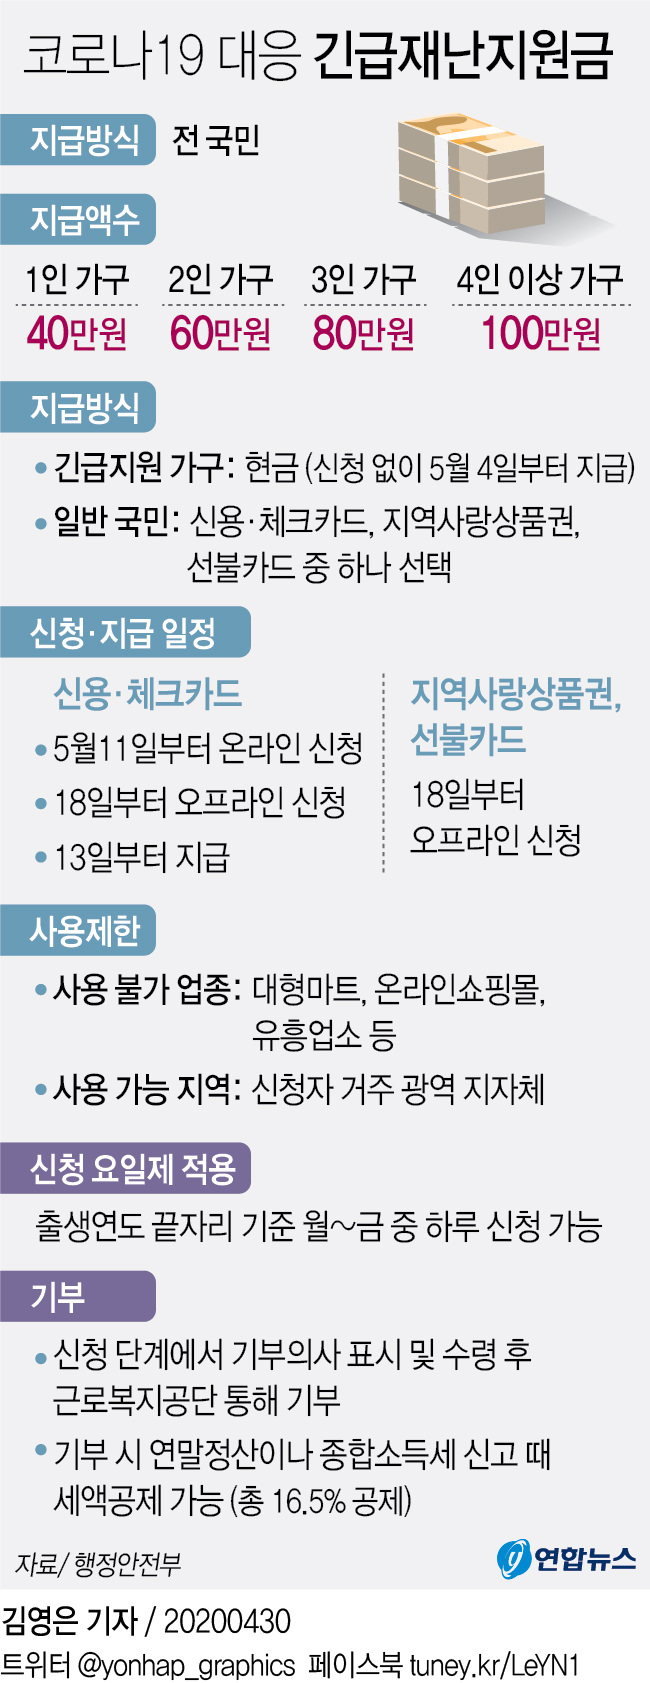 코로나19 대응 긴급재난지원금
지급방식 전 국민
지급액수
1인 가구 2인 가구 3인 가구 4인 이상 가구
40만원 60만원 80만원 100만원
지급방식
• 긴급지원 가구: 현금 (신청 없이 5월 4일부터 지급)
• 일반 국민: 신용·체크카드, 지역사랑상품권,
선불카드 중 하나 선택
신청·지급 일정
신용·체크카드
• 5월11일부터 온라인 신청
• 18일부터 오프라인 신청
• 13일부터 지급
지역사랑상품권,
선불카드
18일부터
오프라인 신청
사용제한
• 사용 불가 업종: 대형마트, 온라인쇼핑몰,
유흥업소 등
• 사용 가능 지역: 신청자 거주 광역 지자체
신청 요일제 적용
출생연도 끝자리 기준 월~금 중 하루 신청 가능
기부
• 신청 단계에서 기부의사 표시 및 수령 후
근로복지공단 통해 기부
• 기부 시 연말정산이나 종합소득세 신고 때
세액공제 가능 (총 16.5% 공제)
자료/ 행정안전부
연합뉴스
김영은 기자 / 20200430
트위터 @yonhap_graphics 페이스북 tuney.kr/LeYN1